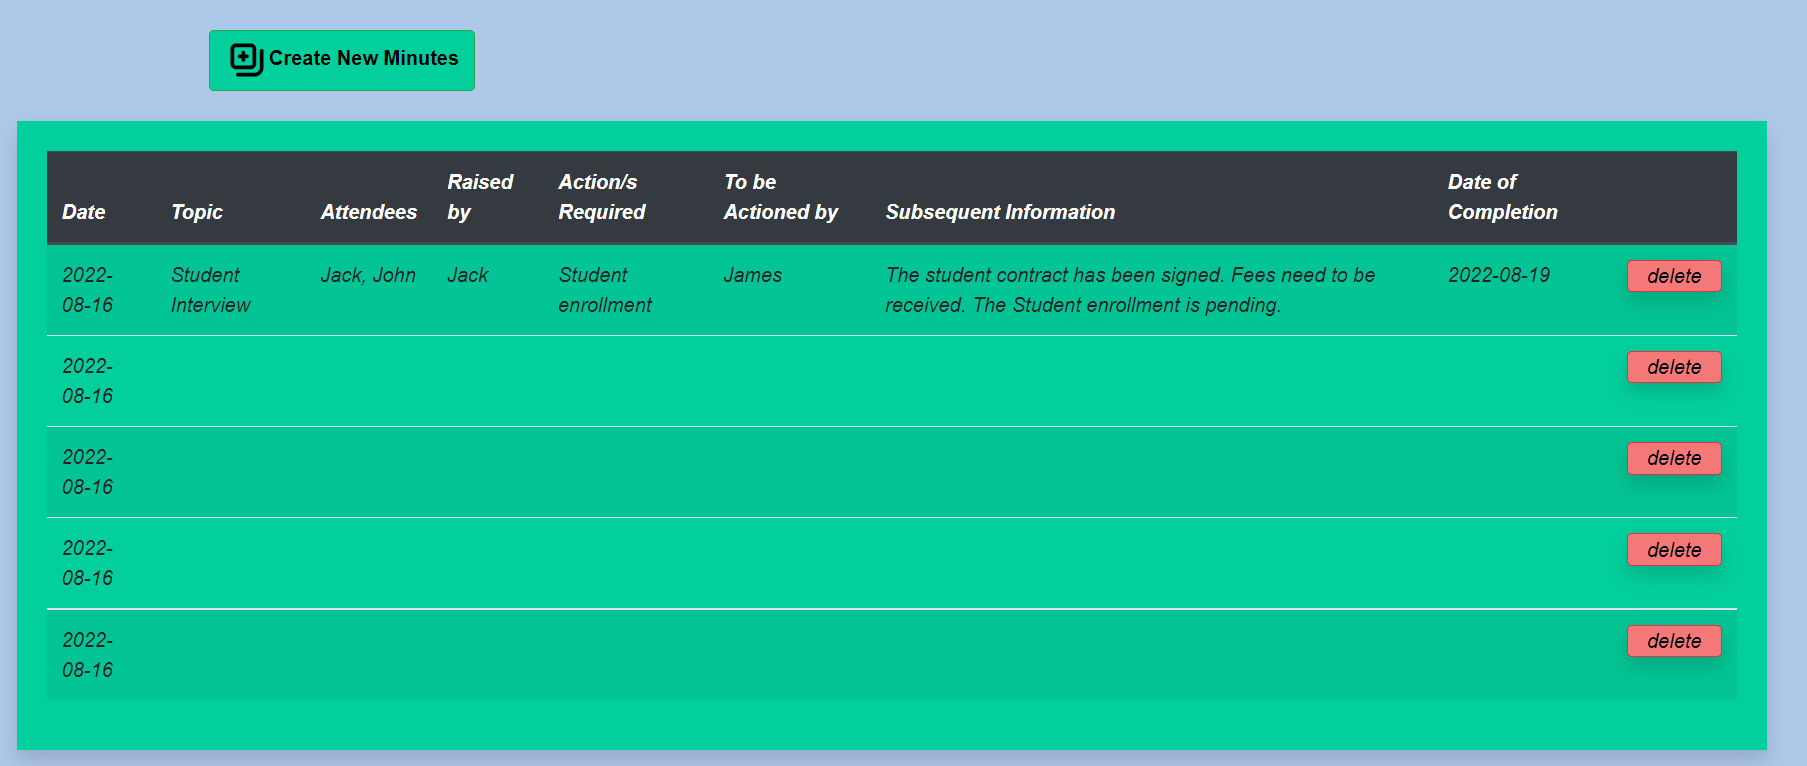 Create New Minutes
Date Topic Attendees Raised by Action/s Required To be Actioned by Subsequent Information Date of Completion
2022-08-16 Student Interview Jack, John Jack Student enrollment James The student contract has been signed. Fees need to be received. The Student enrollment is pending. 2022-08-19 delete
2022-08-16 delete
2022-08-16 delete
2022-08-16 delete
2022-08-16 delete